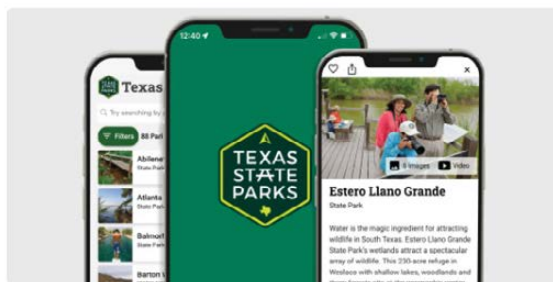 TEXAS
STATE
PARKS
Texas
Try searching by
Filters
88
Abilene
State Park
Atlanta
State Park
Balmor
State Park
Barton
12:40
TEXAS
STATE
PARKS
8 Images
Video
Estero Llano Grande
State Park
Water is the magic ingredient for attracting
wildlife in South Texas. Estero Llano Grande
State Park's wetlands attract a spectacular
array of wildlife. This 230-acre refuge in
Weslaco with shallow lakes, woodlands and